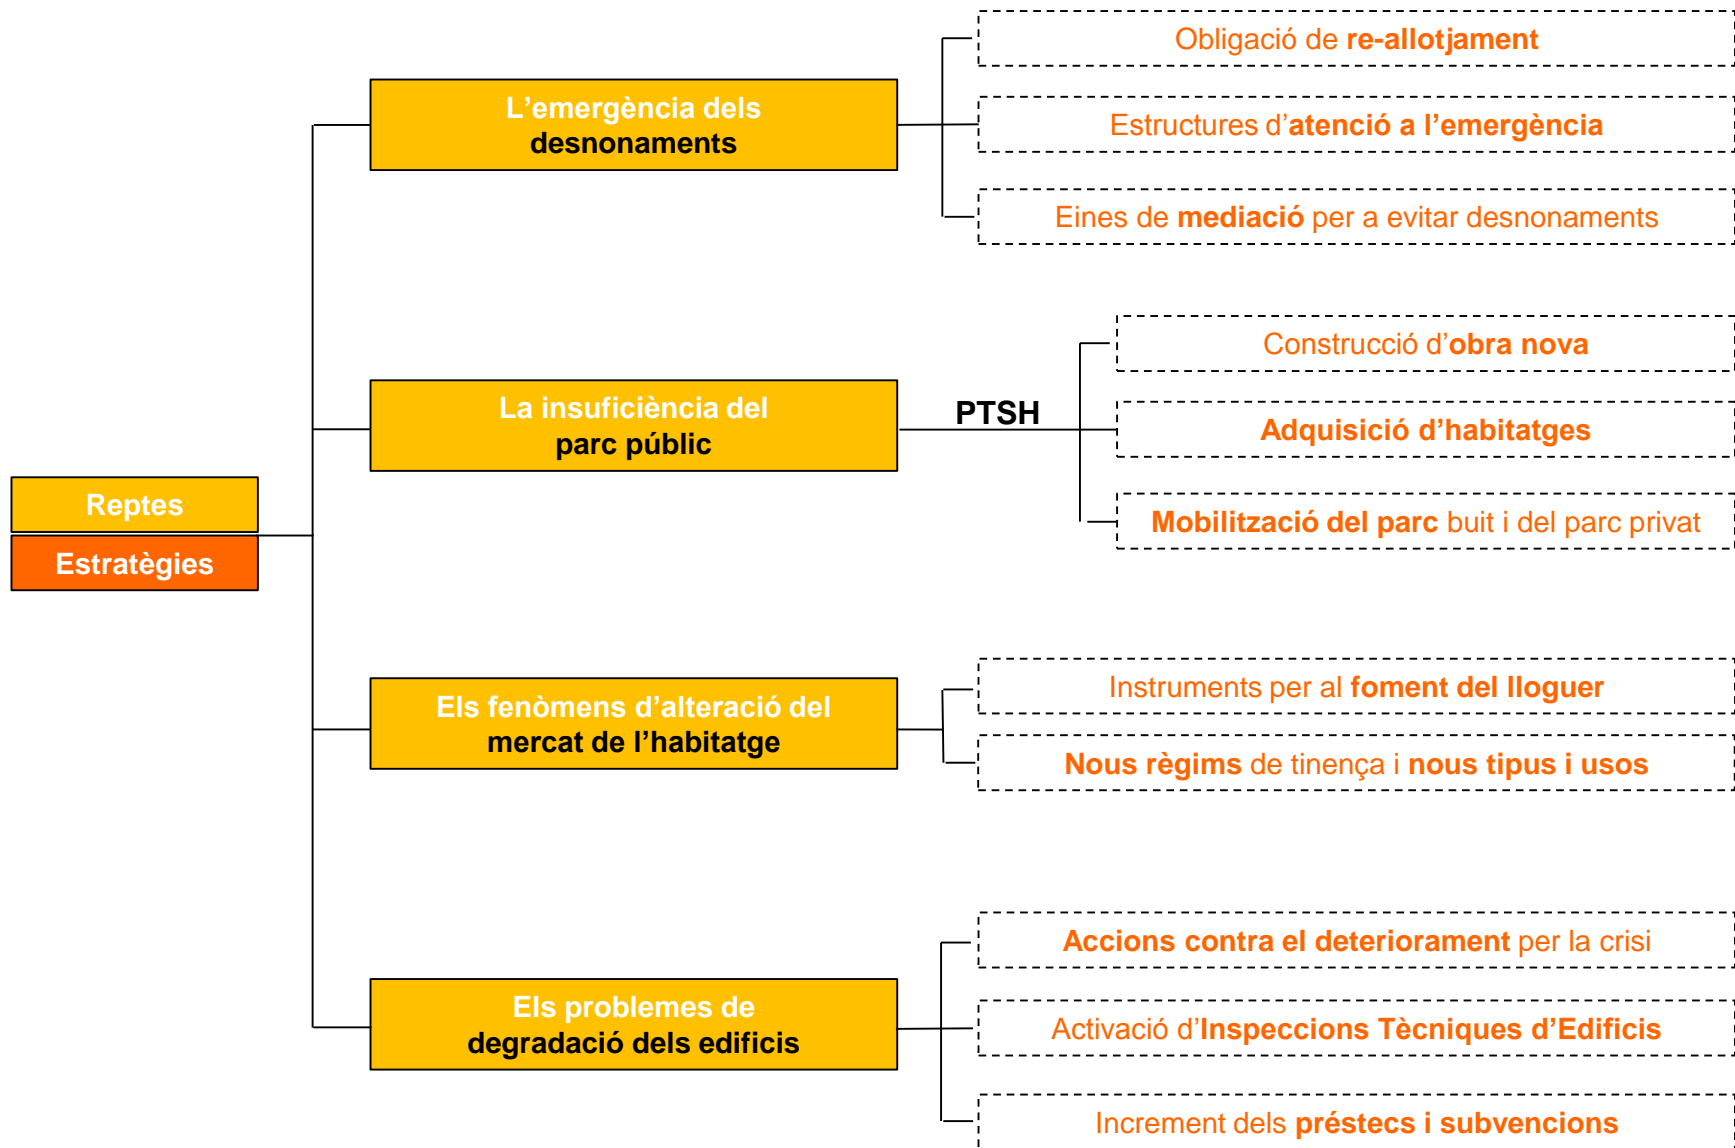 Reptes
Estratègies
L’emergència dels
desnonaments
Obligació de re-allotjament
Estructures d’atenció a l’emergència
Eines de mediació per a evitar desnonaments
La insuficiència del
parc públic
PTSH
Construcció d’obra nova
Adquisició d’habitatges
Mobilització del parc buit i del parc privat
Els fenòmens d’alteració del
mercat de l’habitatge
Instruments per al foment del lloguer
Nous règims de tinença i nous tipus i usos
Els problemes de
degradació dels edificis
Accions contra el deteriorament per la crisi
Activació d’Inspeccions Tècniques d’Edificis
Increment dels préstecs i subvencions